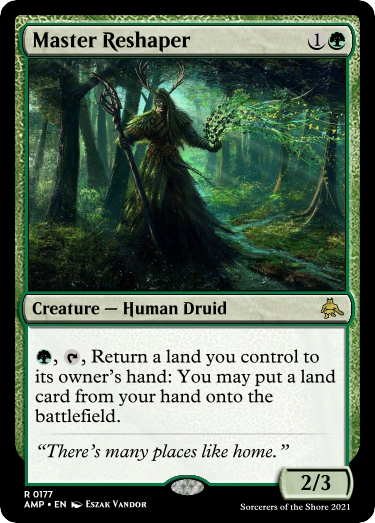 Master Reshaper 1
Creature — Human Druid
, , Return a land you control to
its owner's hand: You may put a land
card from your hand onto the
battlefield.
“There's many places like home.”
2/3
R 0177
AMP • EN Eszak Vandor
Sorcerers of the Shore 2021